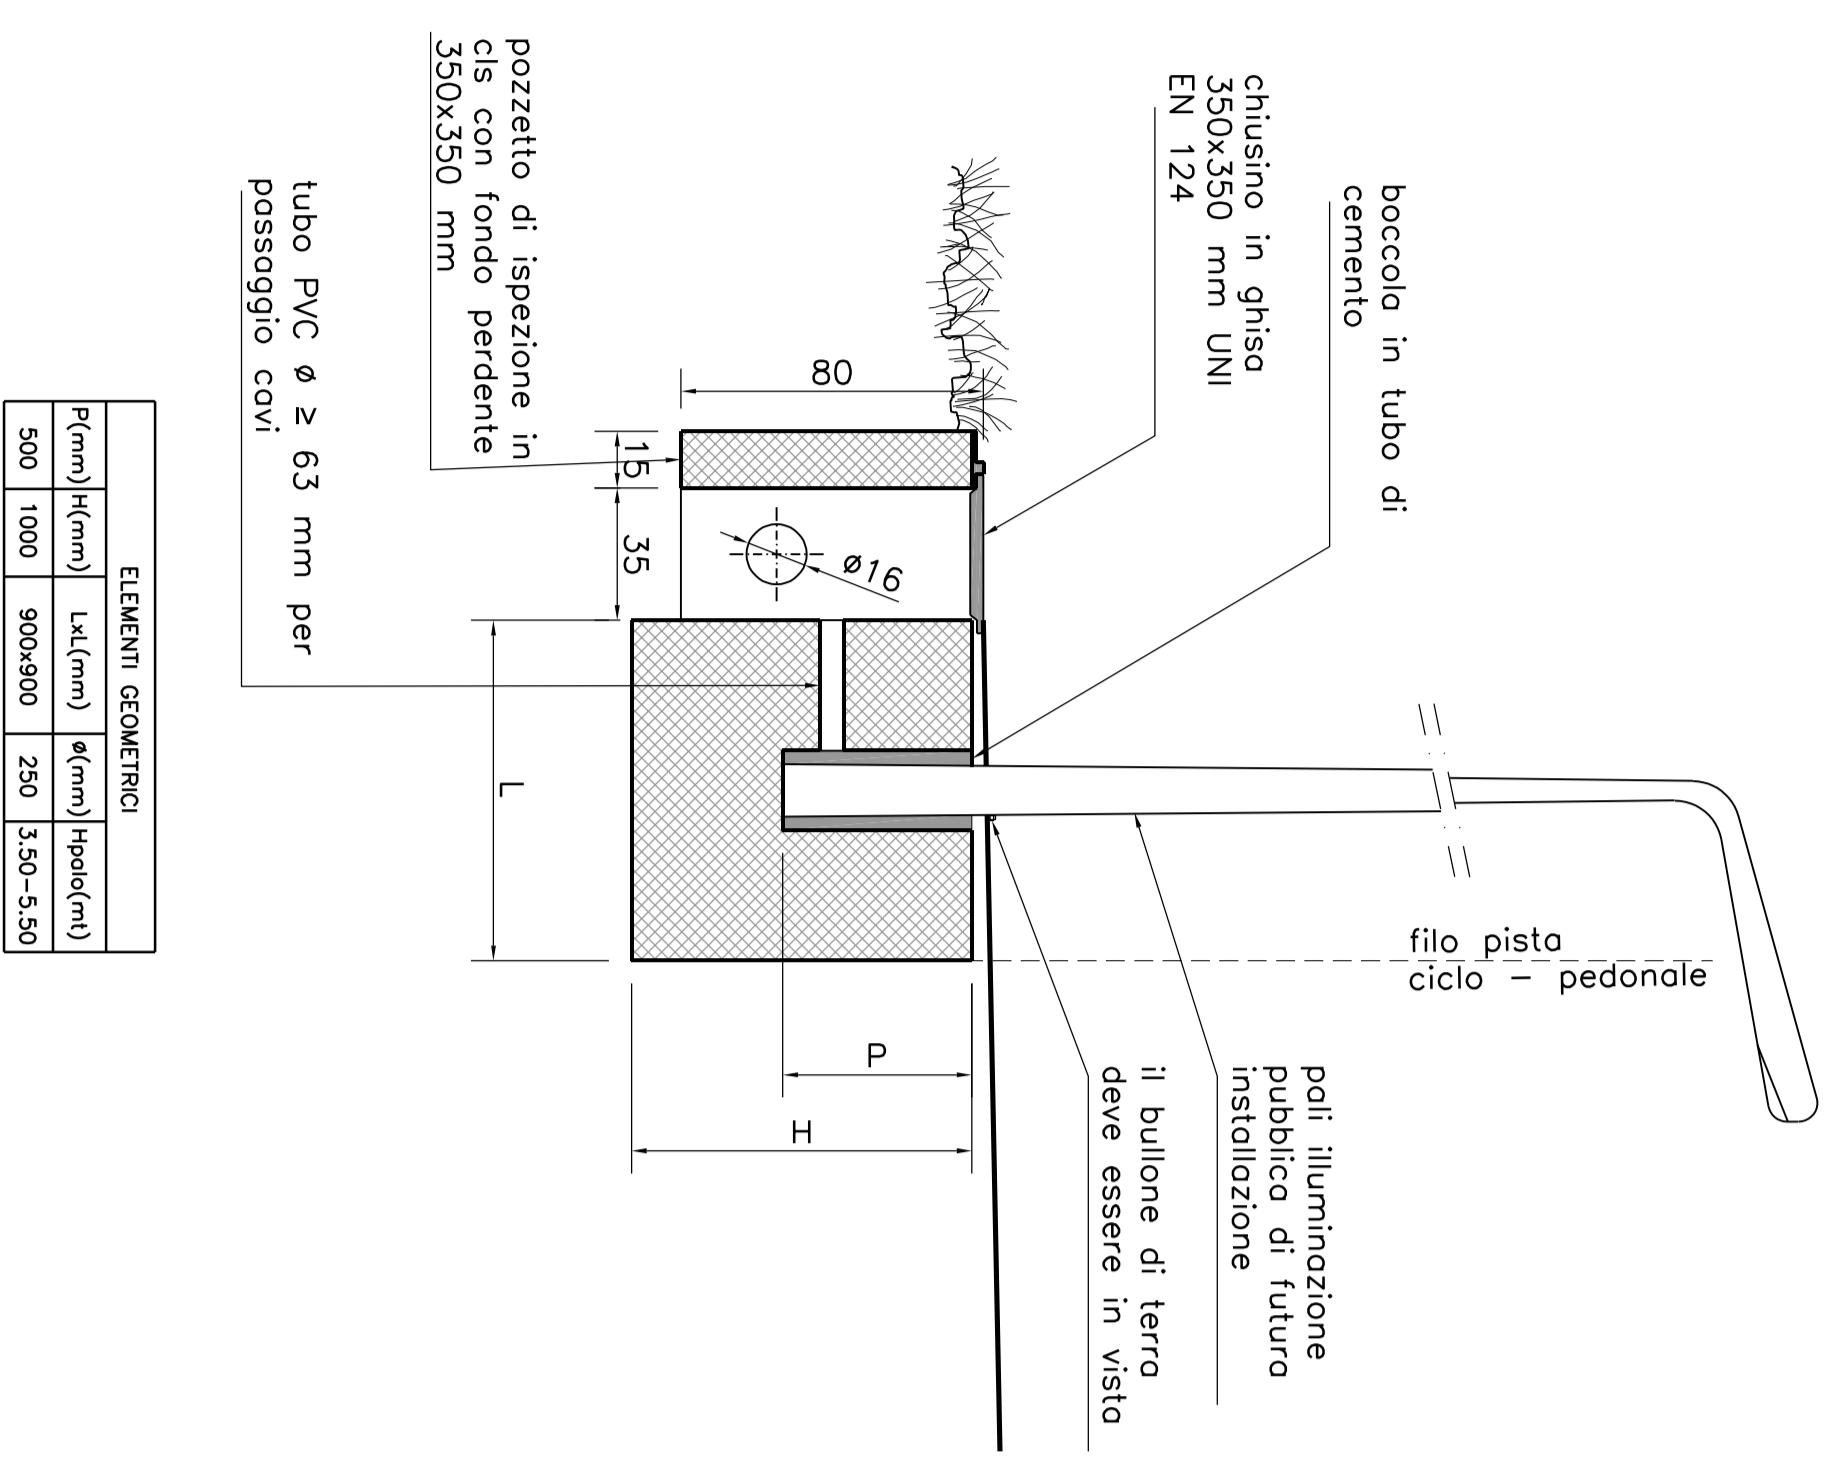 filo pista
ciclo - pedonale
boccola in tubo di
cemento
chiusino in ghisa
350x350 mm UNI
EN 124
pali illuminazione
pubblica di futura
installazione
il bullone di terra
deve essere in vista
80
15
35
ø16
L
P
H
pozzetto di ispezione in
cls con fondo perdente
350x350 mm
tubo PVC ø ≥ 63 mm per
passaggio cavi
ELEMENTI GEOMETRICI
P(mm) H(mm) LxL(mm) ø(mm) Hpalo(mt)
500 1000 900x900 250 3.50-5.50